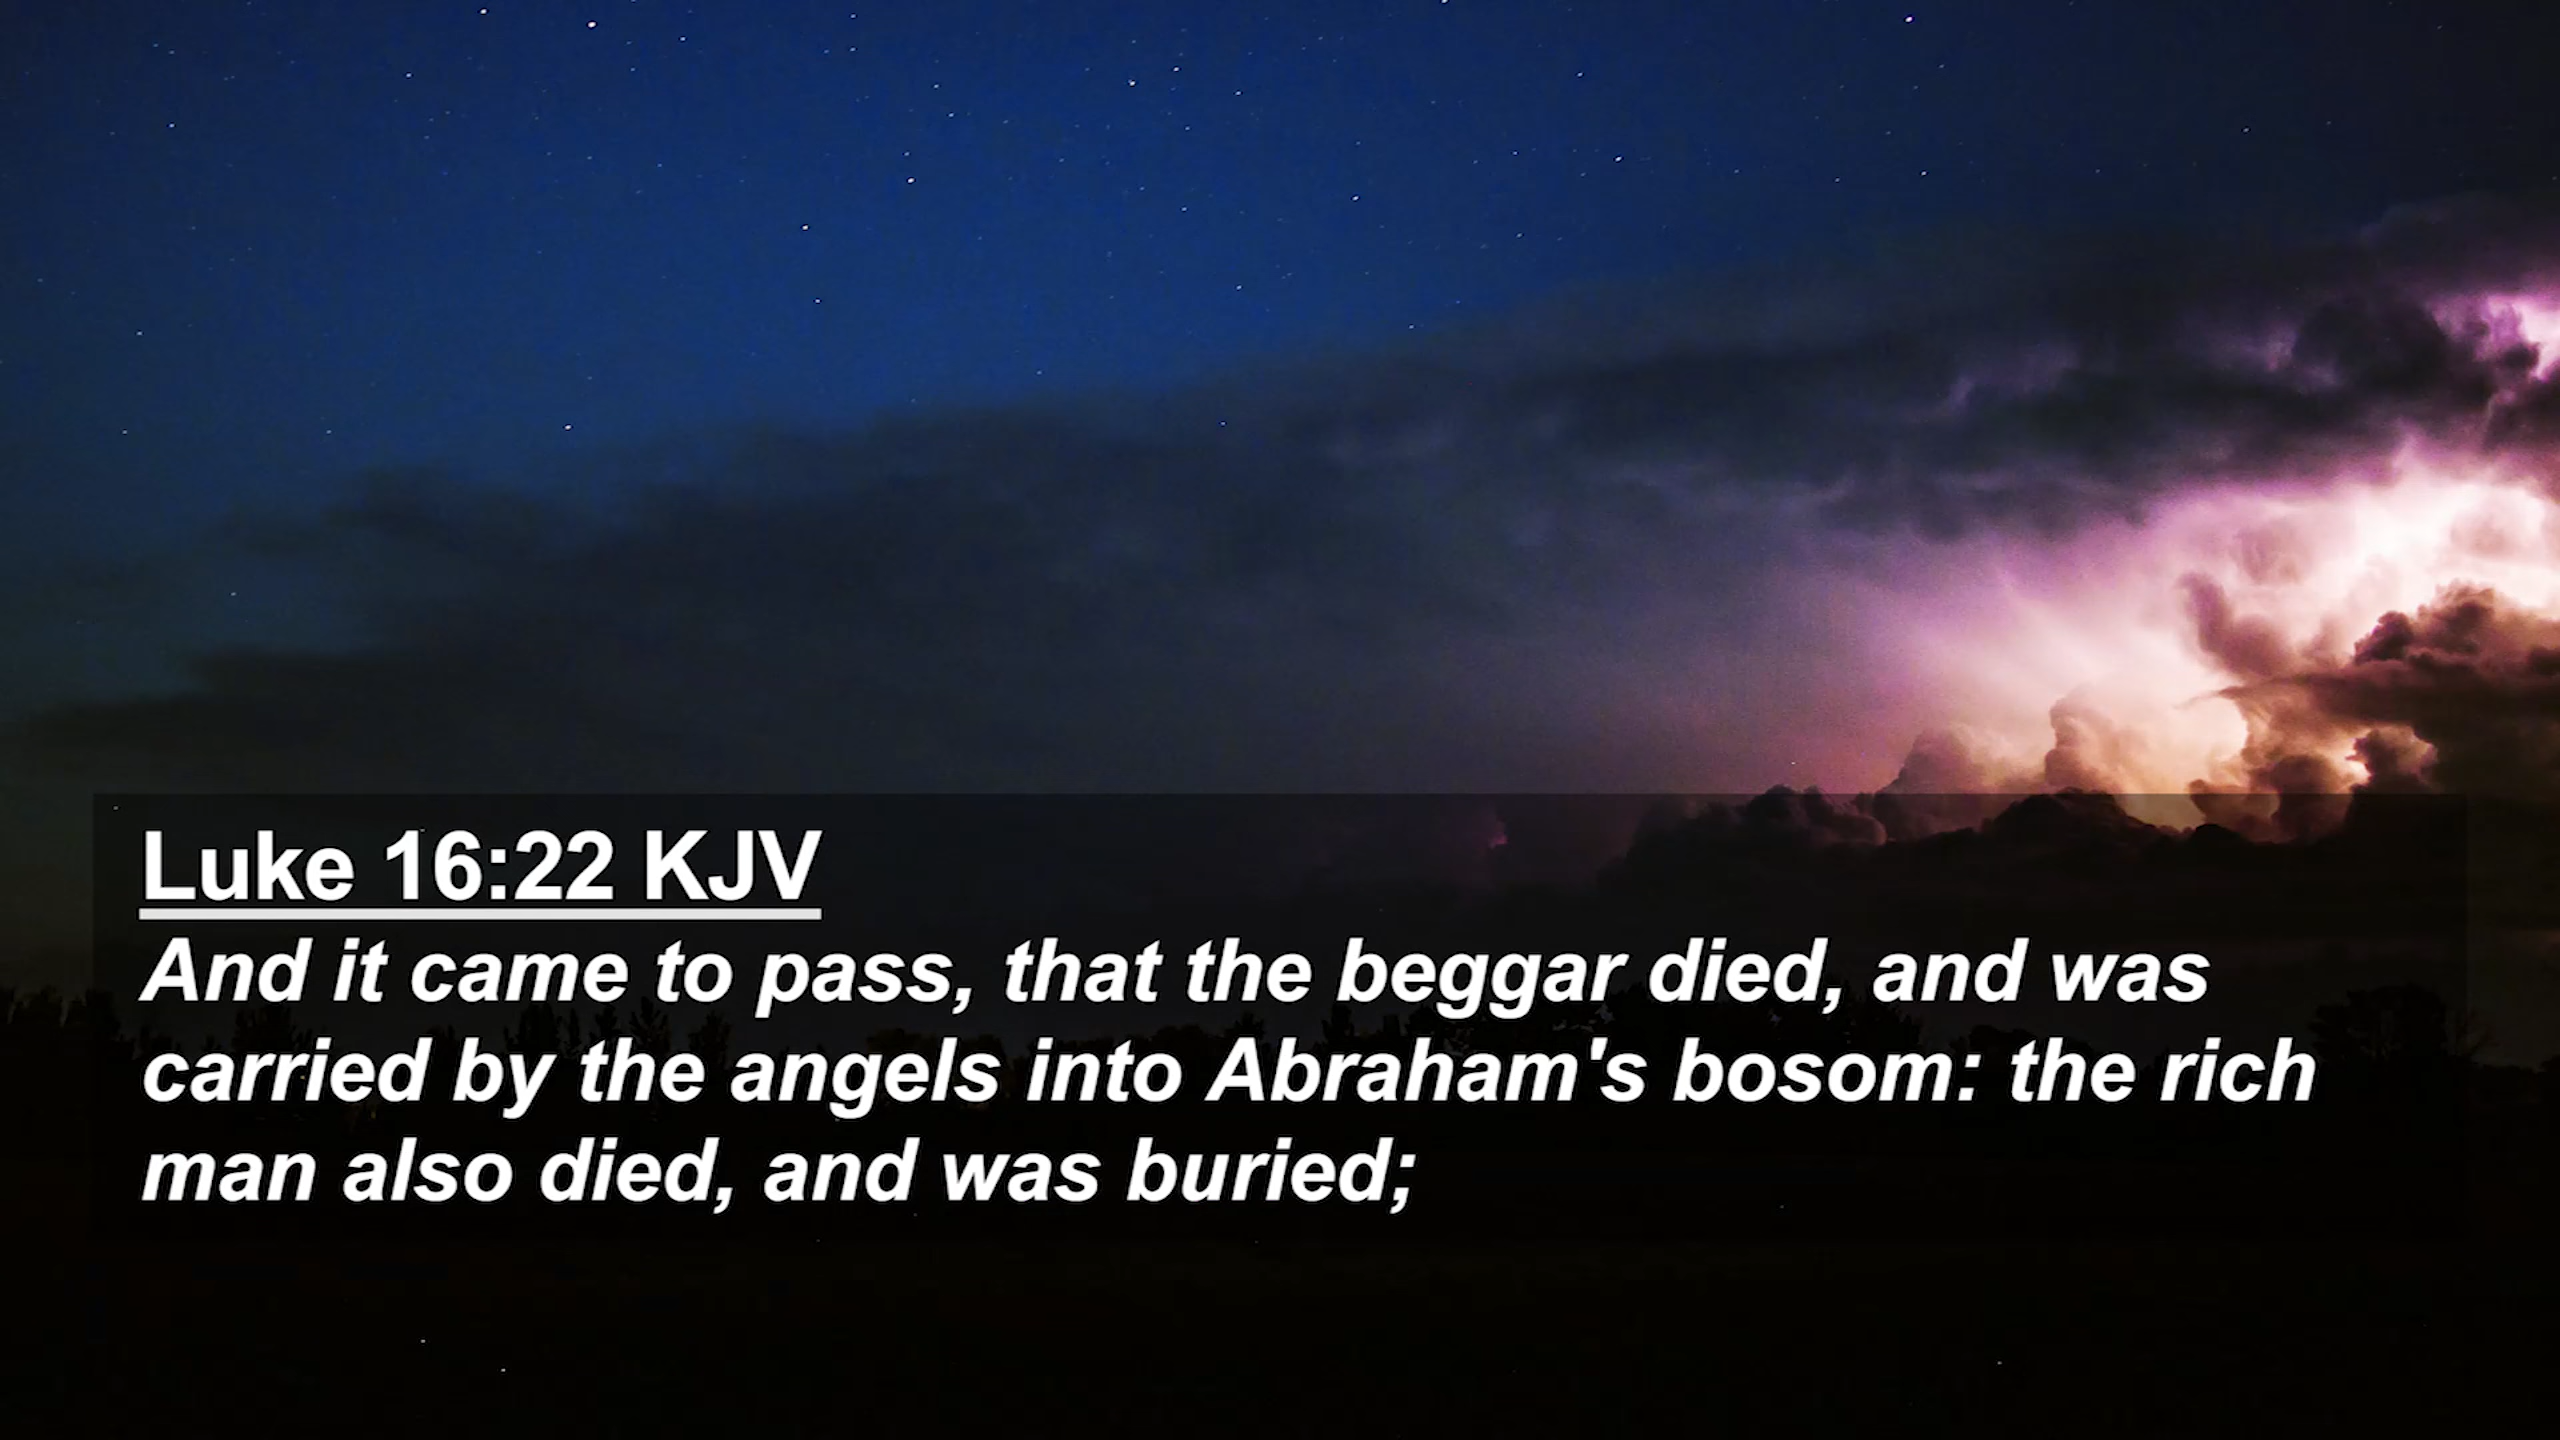 Luke 16:22 KJV
And it came to pass, that the beggar died, and was
carried by the angels into Abraham's bosom: the rich
man also died, and was buried;